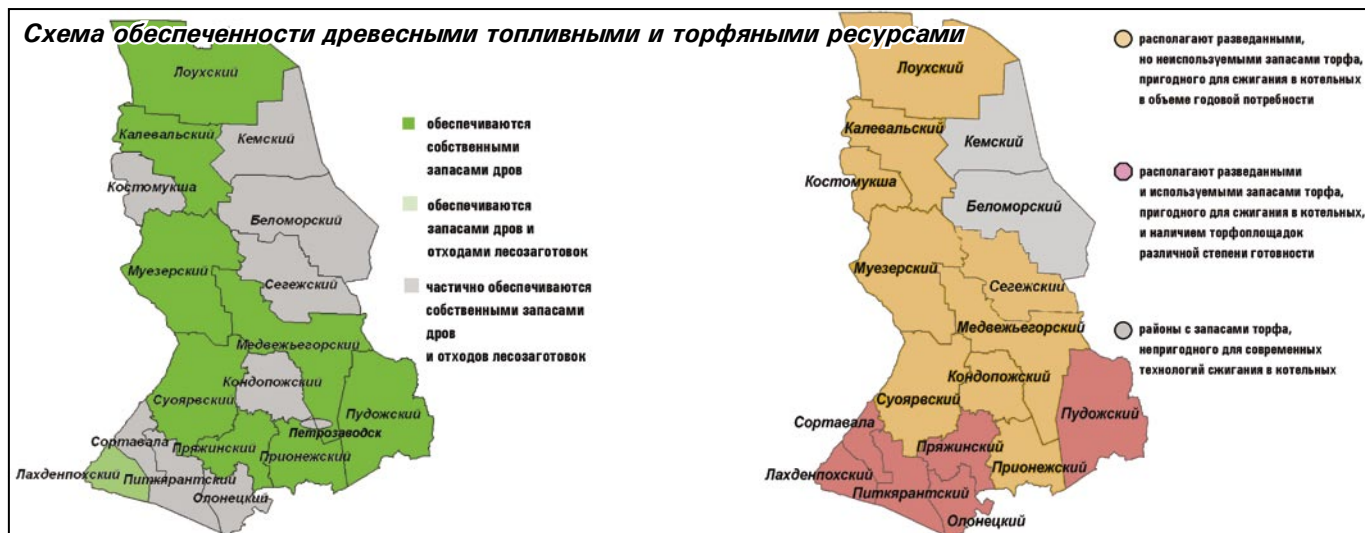 Схема обеспеченности древесными топливными и торфяными ресурсами
Лоухский
Калевальский
Кемский
Костомукша
Беломорский
Муезерский
Сегежский
Медвежьегорский
Кондопожский
Суоярвский
Пудожский
Петрозаводск
Сортавала
Пряжинский
Прионежский
Лахденпохский
Питкярантский
Олонецкий
обеспечиваются
собственными
запасами дров
обеспечиваются
запасами дров и
отходами лесозаготовок
частично обеспечиваются
собственными запасами
дров
и отходов лесозаготовок
Лоухский
Калевальский
Кемский
Костомукша
Беломорский
Муезерский
Сегежский
Медвежьегорский
Кондопожский
Суоярвский
Пудожский
Сортавала
Пряжинский
Прионежский
Лахденпохский
Питкярантский
Олонецкий
располагают разведанными,
но неиспользуемыми запасами торфа,
пригодного для сжигания в котельных
в объеме годовой потребности
располагают разведанными
и используемыми запасами торфа,
пригодного для сжигания в котельных,
и наличием торфоплощадок
различной степени готовности
районы с запасами торфа,
непригодного для современных
технологий сжигания в котельных